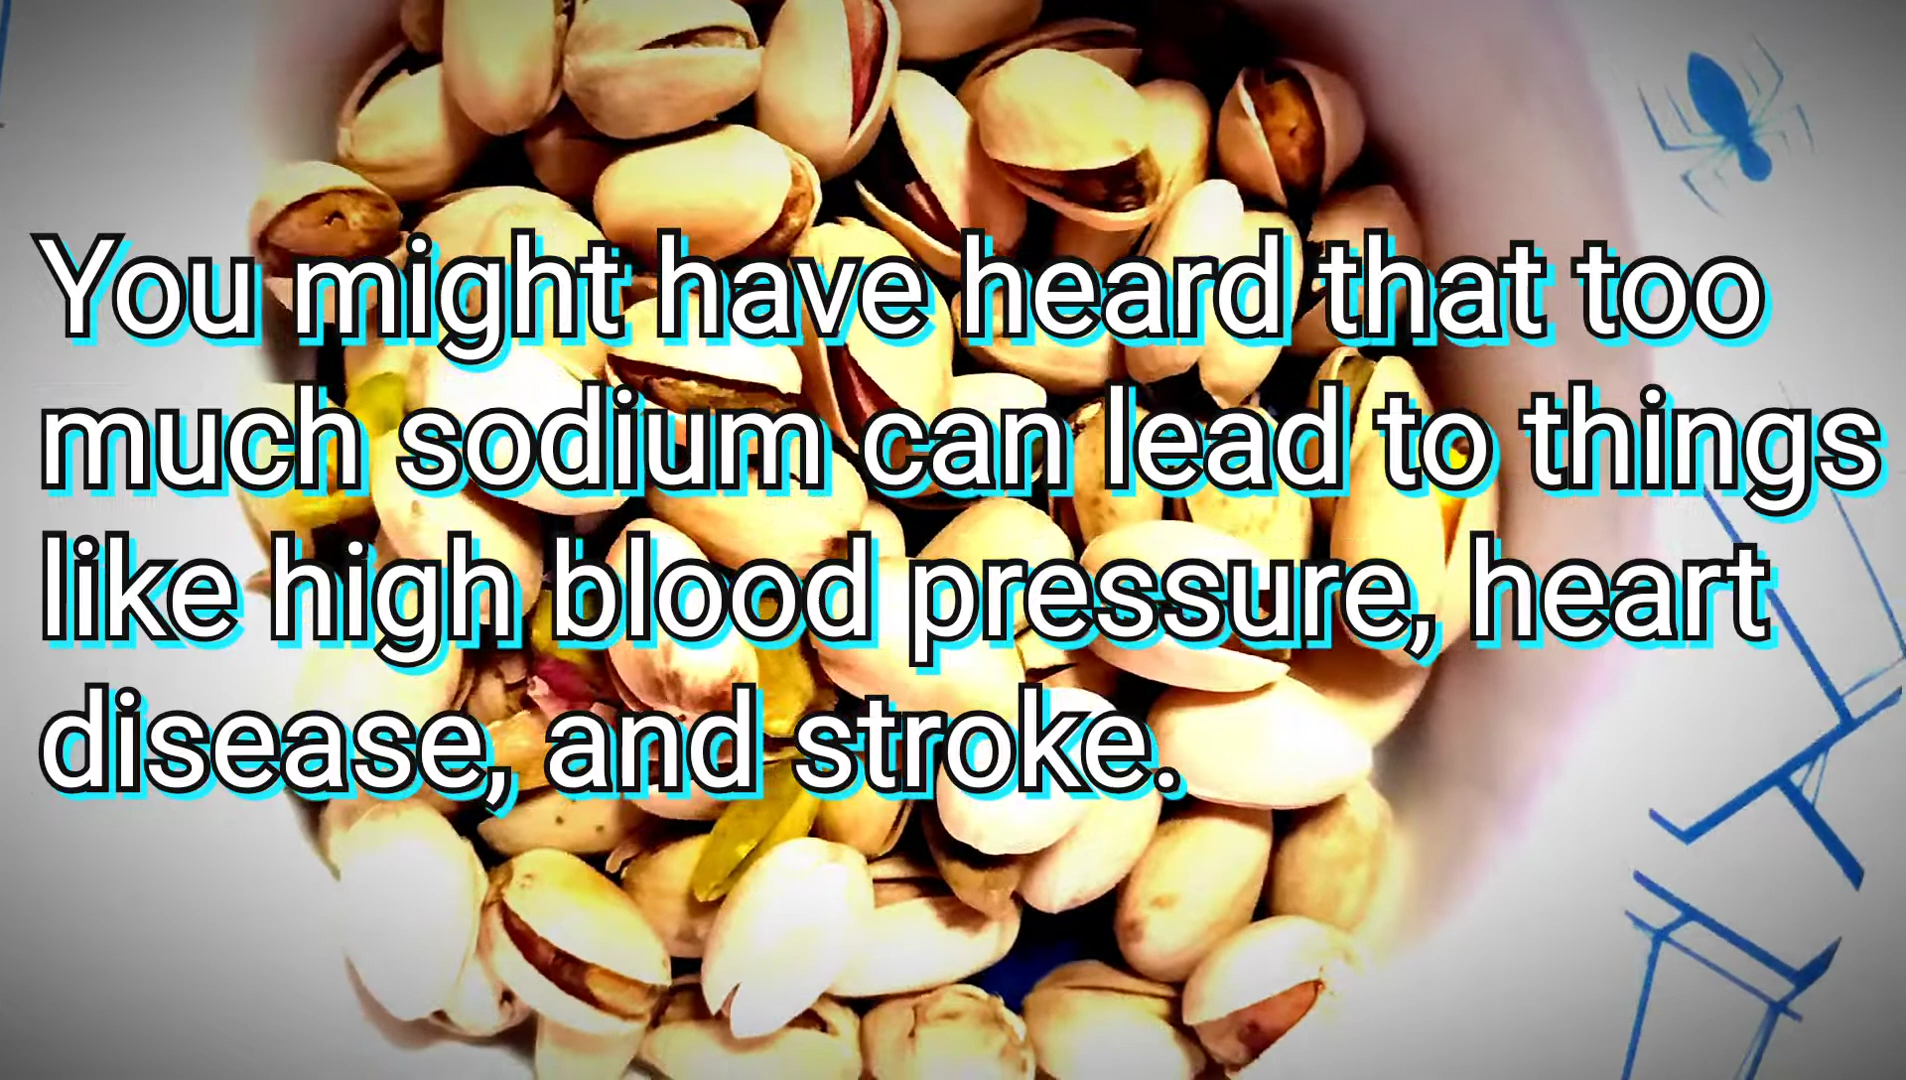 You might have heard that too
much sodium can lead to things
like high blood pressure, heart
disease, and stroke.